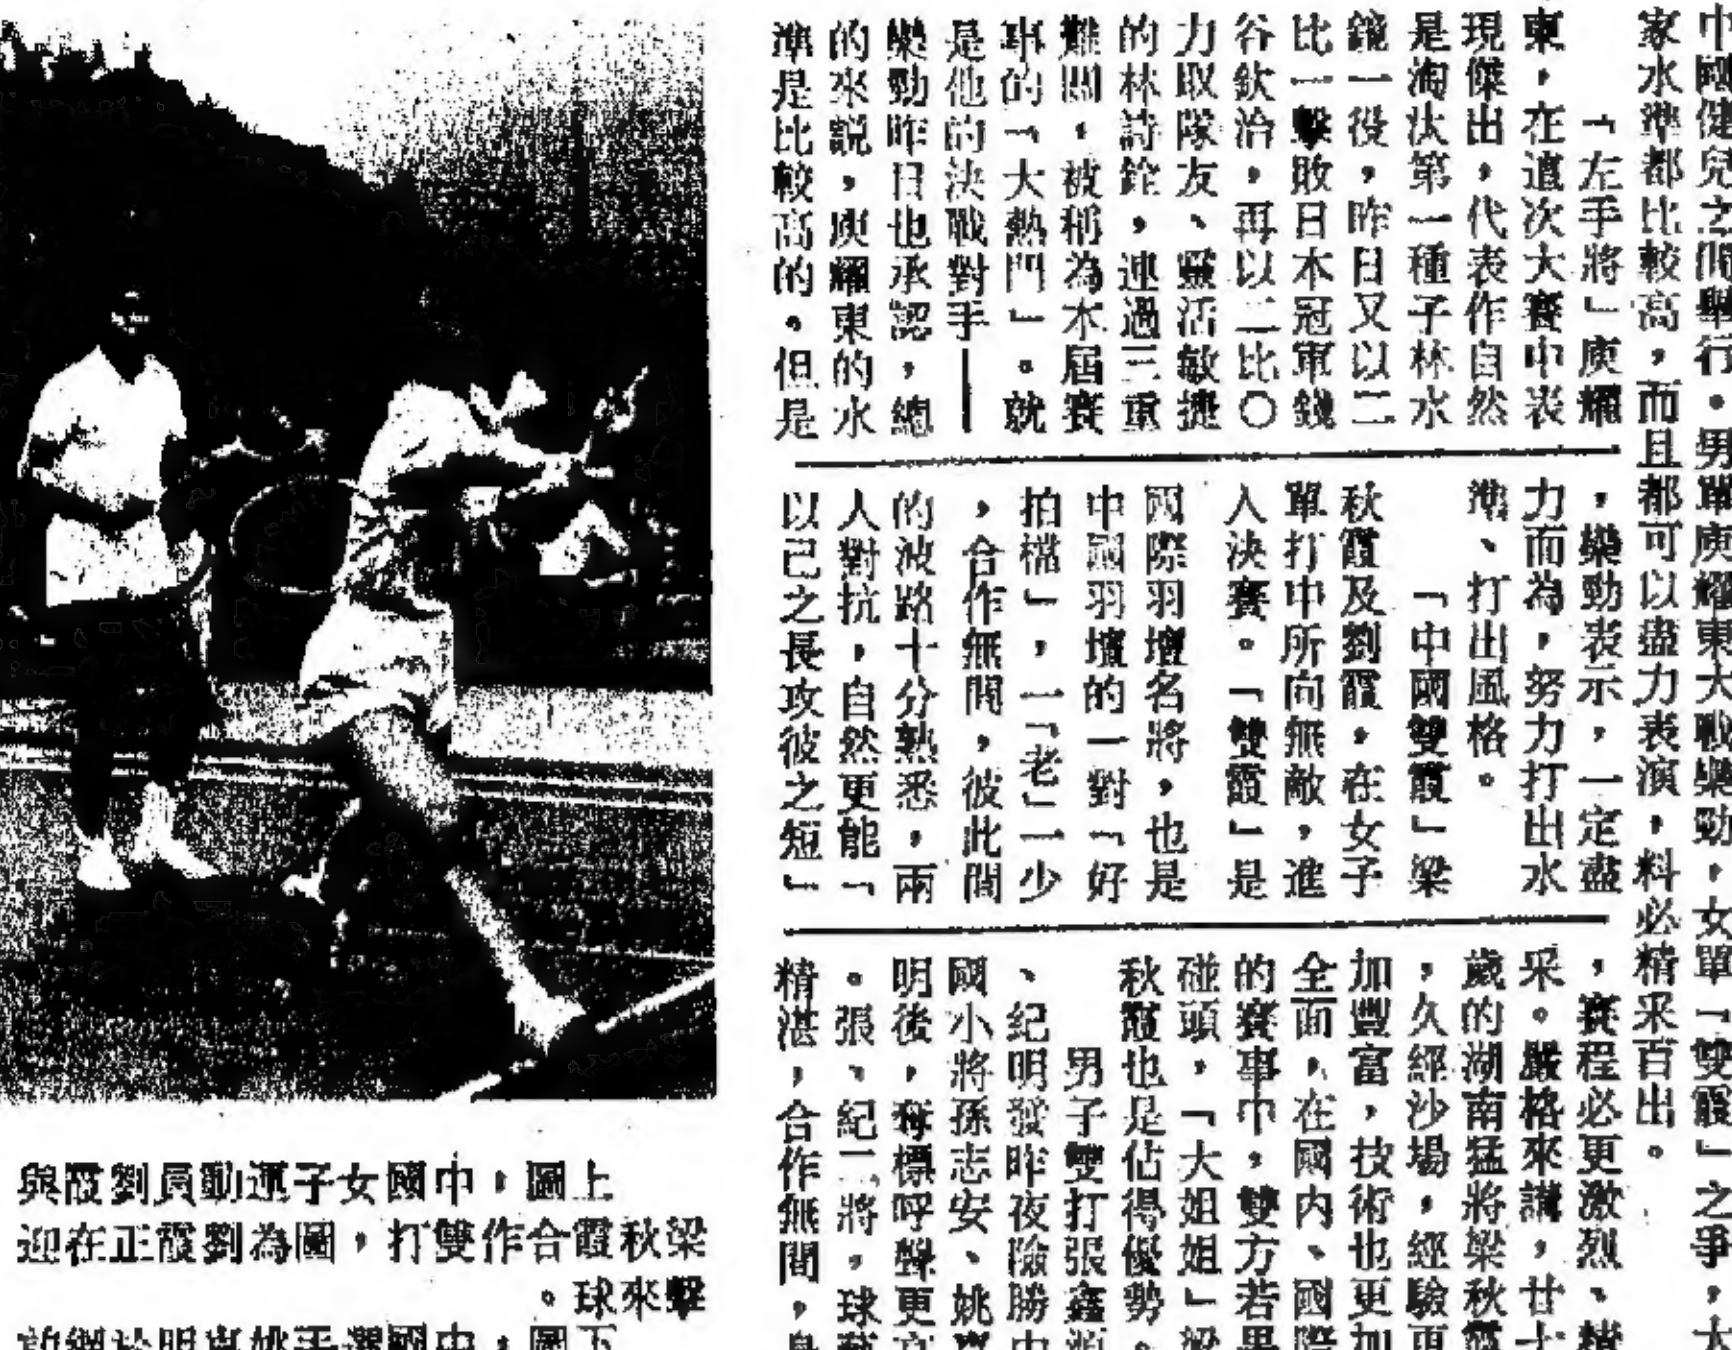 中國健兒之間舉行。男單庾耀東大戰欒勁,女單「雙霞」之爭,大
家水準都比較高,而且都可以盡力表演,料必精采百出。
「左手將」庾耀
東,在這次大賽中表
現傑出,代表作自然
是淘汰第一種子林水
鏡一役,昨日又以二
比一擊敗日本冠軍錢
谷欽治,再以二比〇
力取隊友、靈活敏捷
的林詩銓,連過三重
難關,被稱為本屆賽
事的「大熱門」。就
是他的決戰對手——
欒勁昨日也承認,總
的來說,庾耀東的水
準是比較高的。但是
,欒勁表示,一定盡
力而為,努力打出水
準、打出風格。
「中國雙霞」梁
秋霞及劉霞,在女子
單打中所向無敵,進
入決賽。「雙霞」是
國際羽壇名將,也是
中國羽壇的一對「好
拍檔」,一「老」一少
,合作無間,彼此間
的波路十分熟悉,兩
人對抗,自然更能「
以己之長攻彼之短」
,賽程必更激烈、精
采。嚴格來講,廿七
歲的湖南猛將梁秋霞
,久經沙場,經驗更
加豐富,技術也更加
全面,在國內、國際
的賽事中,雙方若果
碰頭,「大姐姐」梁
秋霞也是佔得優勢。
男子雙打張鑫源
、紀明發昨夜險勝中
國小將孫志安、姚喜
明後,奪標呼聲更高
。張、紀二將,球藝
精湛,合作無間,
上圖,中國女子運動員劉霞與
梁秋霞合作雙打,圖為劉霞正在迎
擊來球。
下圖,中國選手姚喜明於網前